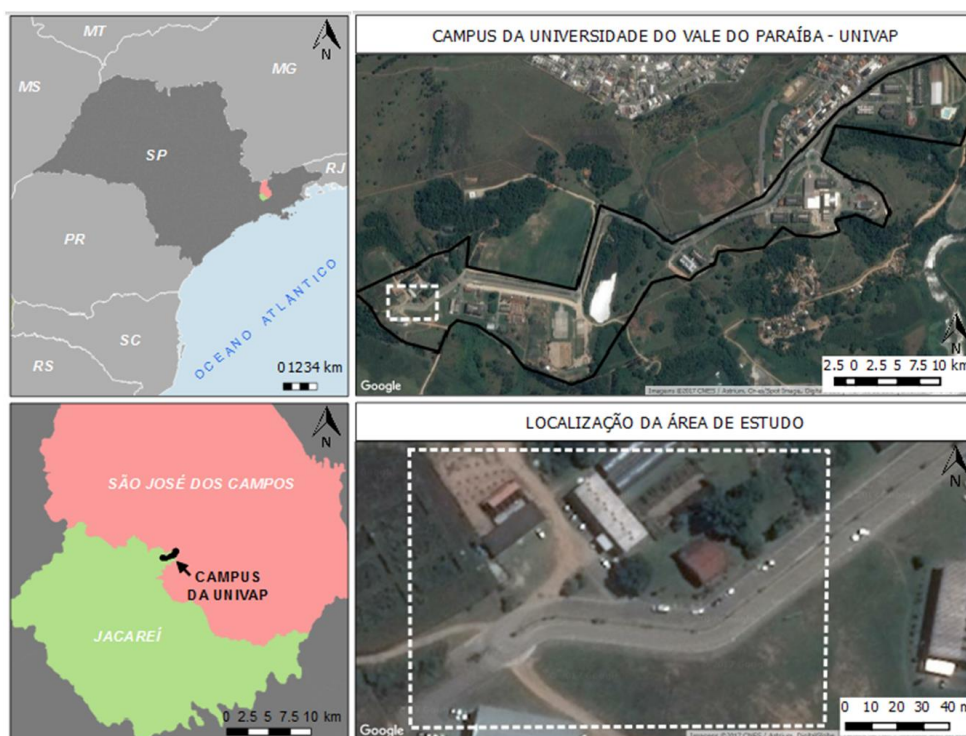 MT
MS
MG
SP
RJ
PR
SC
RS
OCEANO ATLÂNTICO
N
0 1 2 3 4 km
CAMPUS DA UNIVERSIDADE DO VALE DO PARAÍBA - UNIVAP
N
2.5 0 2.5 5 7.5 10 km
Google
SÃO JOSÉ DOS CAMPOS
CAMPUS
DA UNIVAP
JACAREÍ
N
0 2.5 5 7.5 10 km
LOCALIZAÇÃO DA ÁREA DE ESTUDO
N
0 10 20 30 40 m
Google